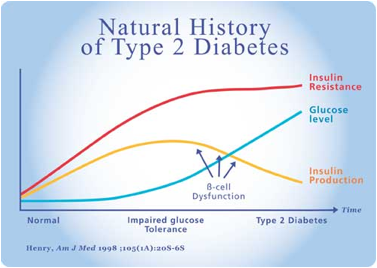 Natural History
of Type 2 Diabetes
Insulin
Resistance
Glucose
level
Insulin
Production
ß-cell
Dysfunction
Time
Normal
Impaired glucose
Tolerance
Type 2 Diabetes
Henry, Am J Med 1998 ;105(1A):20S-6S